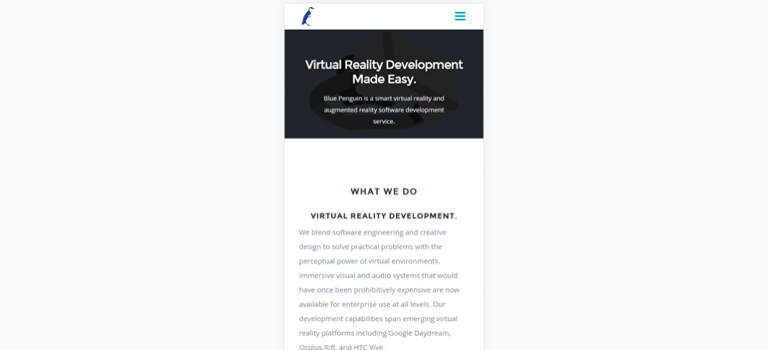 Virtual Reality Development
Made Easy.
Blue Penguin is a smart virtual reality and
augmented reality software development
service.
WHAT WE DO
VIRTUAL REALITY DEVELOPMENT.
We blend software engineering and creative
design to solve practical problems with the
perceptual power of virtual environments.
Immersive visual and audio systems that would
have once been prohibitively expensive are now
available for enterprise use at all levels. Our
development capabilities span emerging virtual
reality platforms including Google Daydream,
Oculus Rift, and HTC Vive.